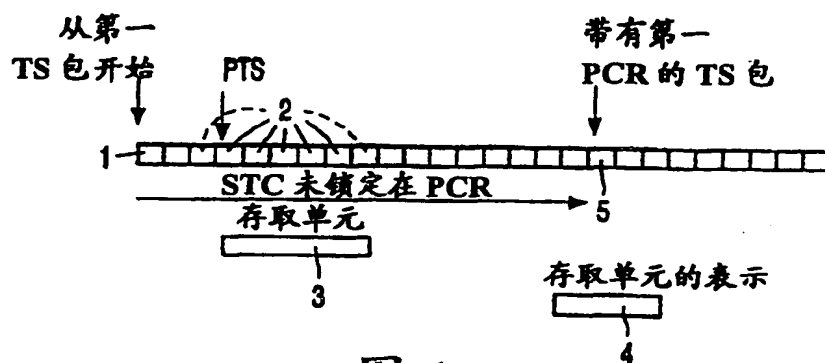 从第一
TS 包开始
PTS
带有第一
PCR 的 TS 包
2
1
STC 未锁定在 PCR
5
存取单元
3
存取单元的表示
4